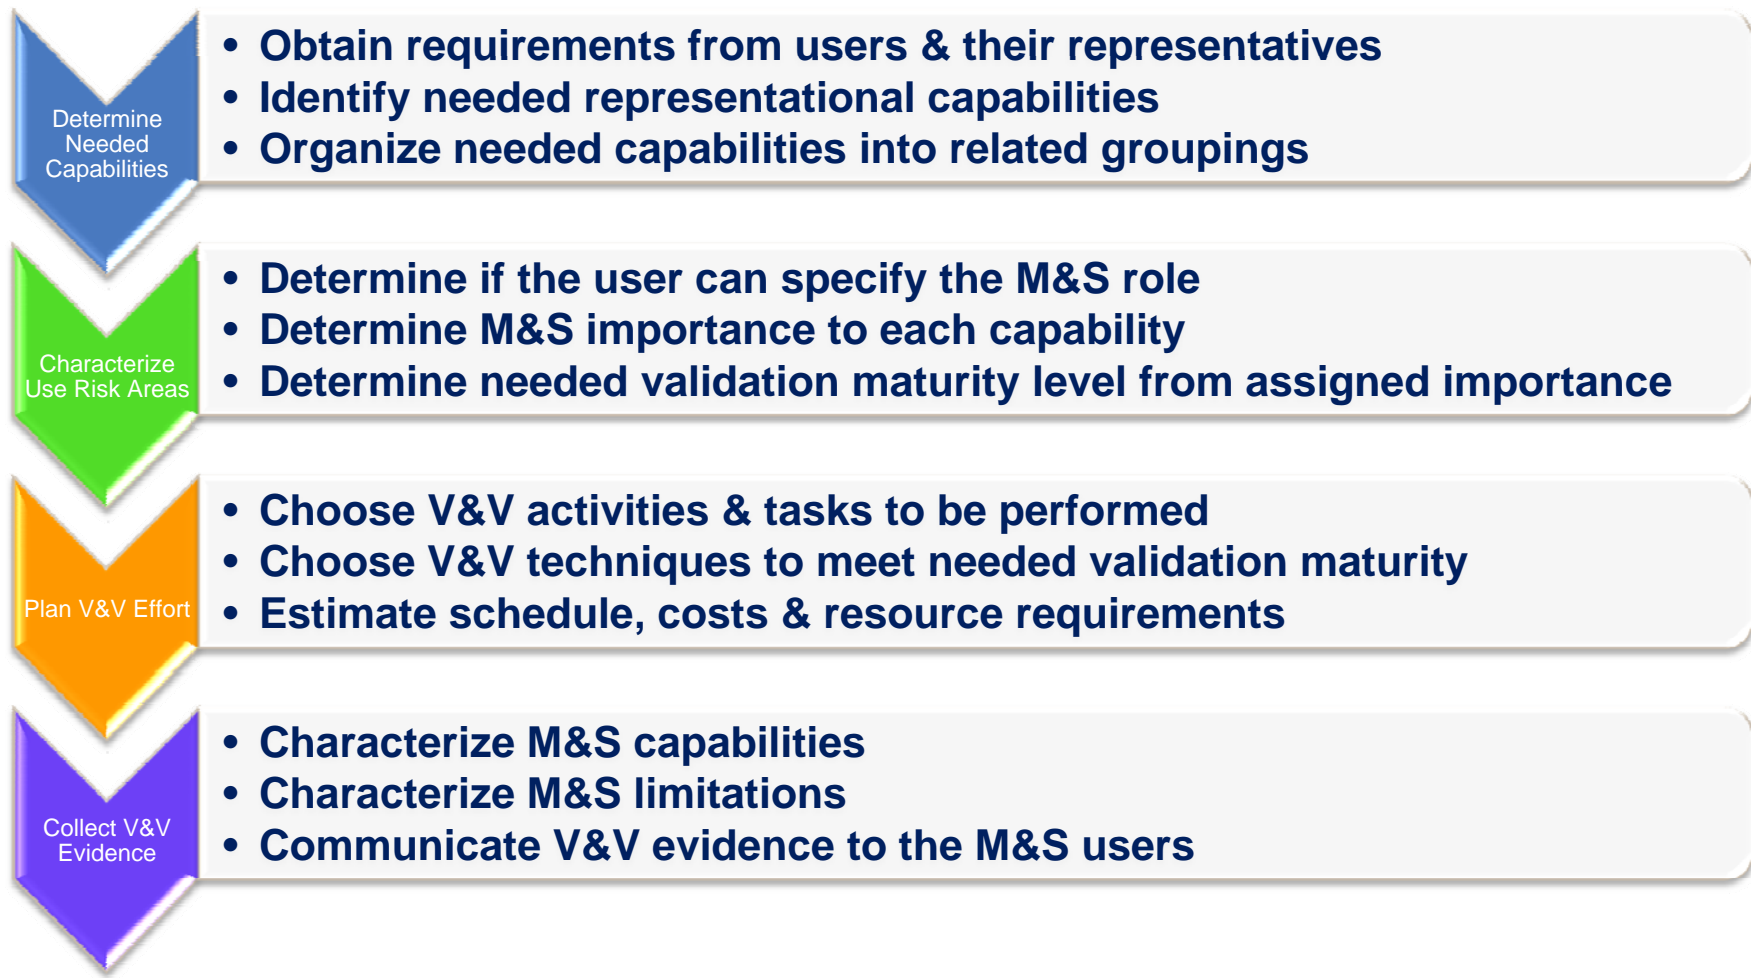 Determine
Needed
Capabilities
• Obtain requirements from users & their representatives
• Identify needed representational capabilities
• Organize needed capabilities into related groupings
Characterize
Use Risk Areas
• Determine if the user can specify the M&S role
• Determine M&S importance to each capability
• Determine needed validation maturity level from assigned importance
Plan V&V Effort
• Choose V&V activities & tasks to be performed
• Choose V&V techniques to meet needed validation maturity
• Estimate schedule, costs & resource requirements
Collect V&V
Evidence
• Characterize M&S capabilities
• Characterize M&S limitations
• Communicate V&V evidence to the M&S users